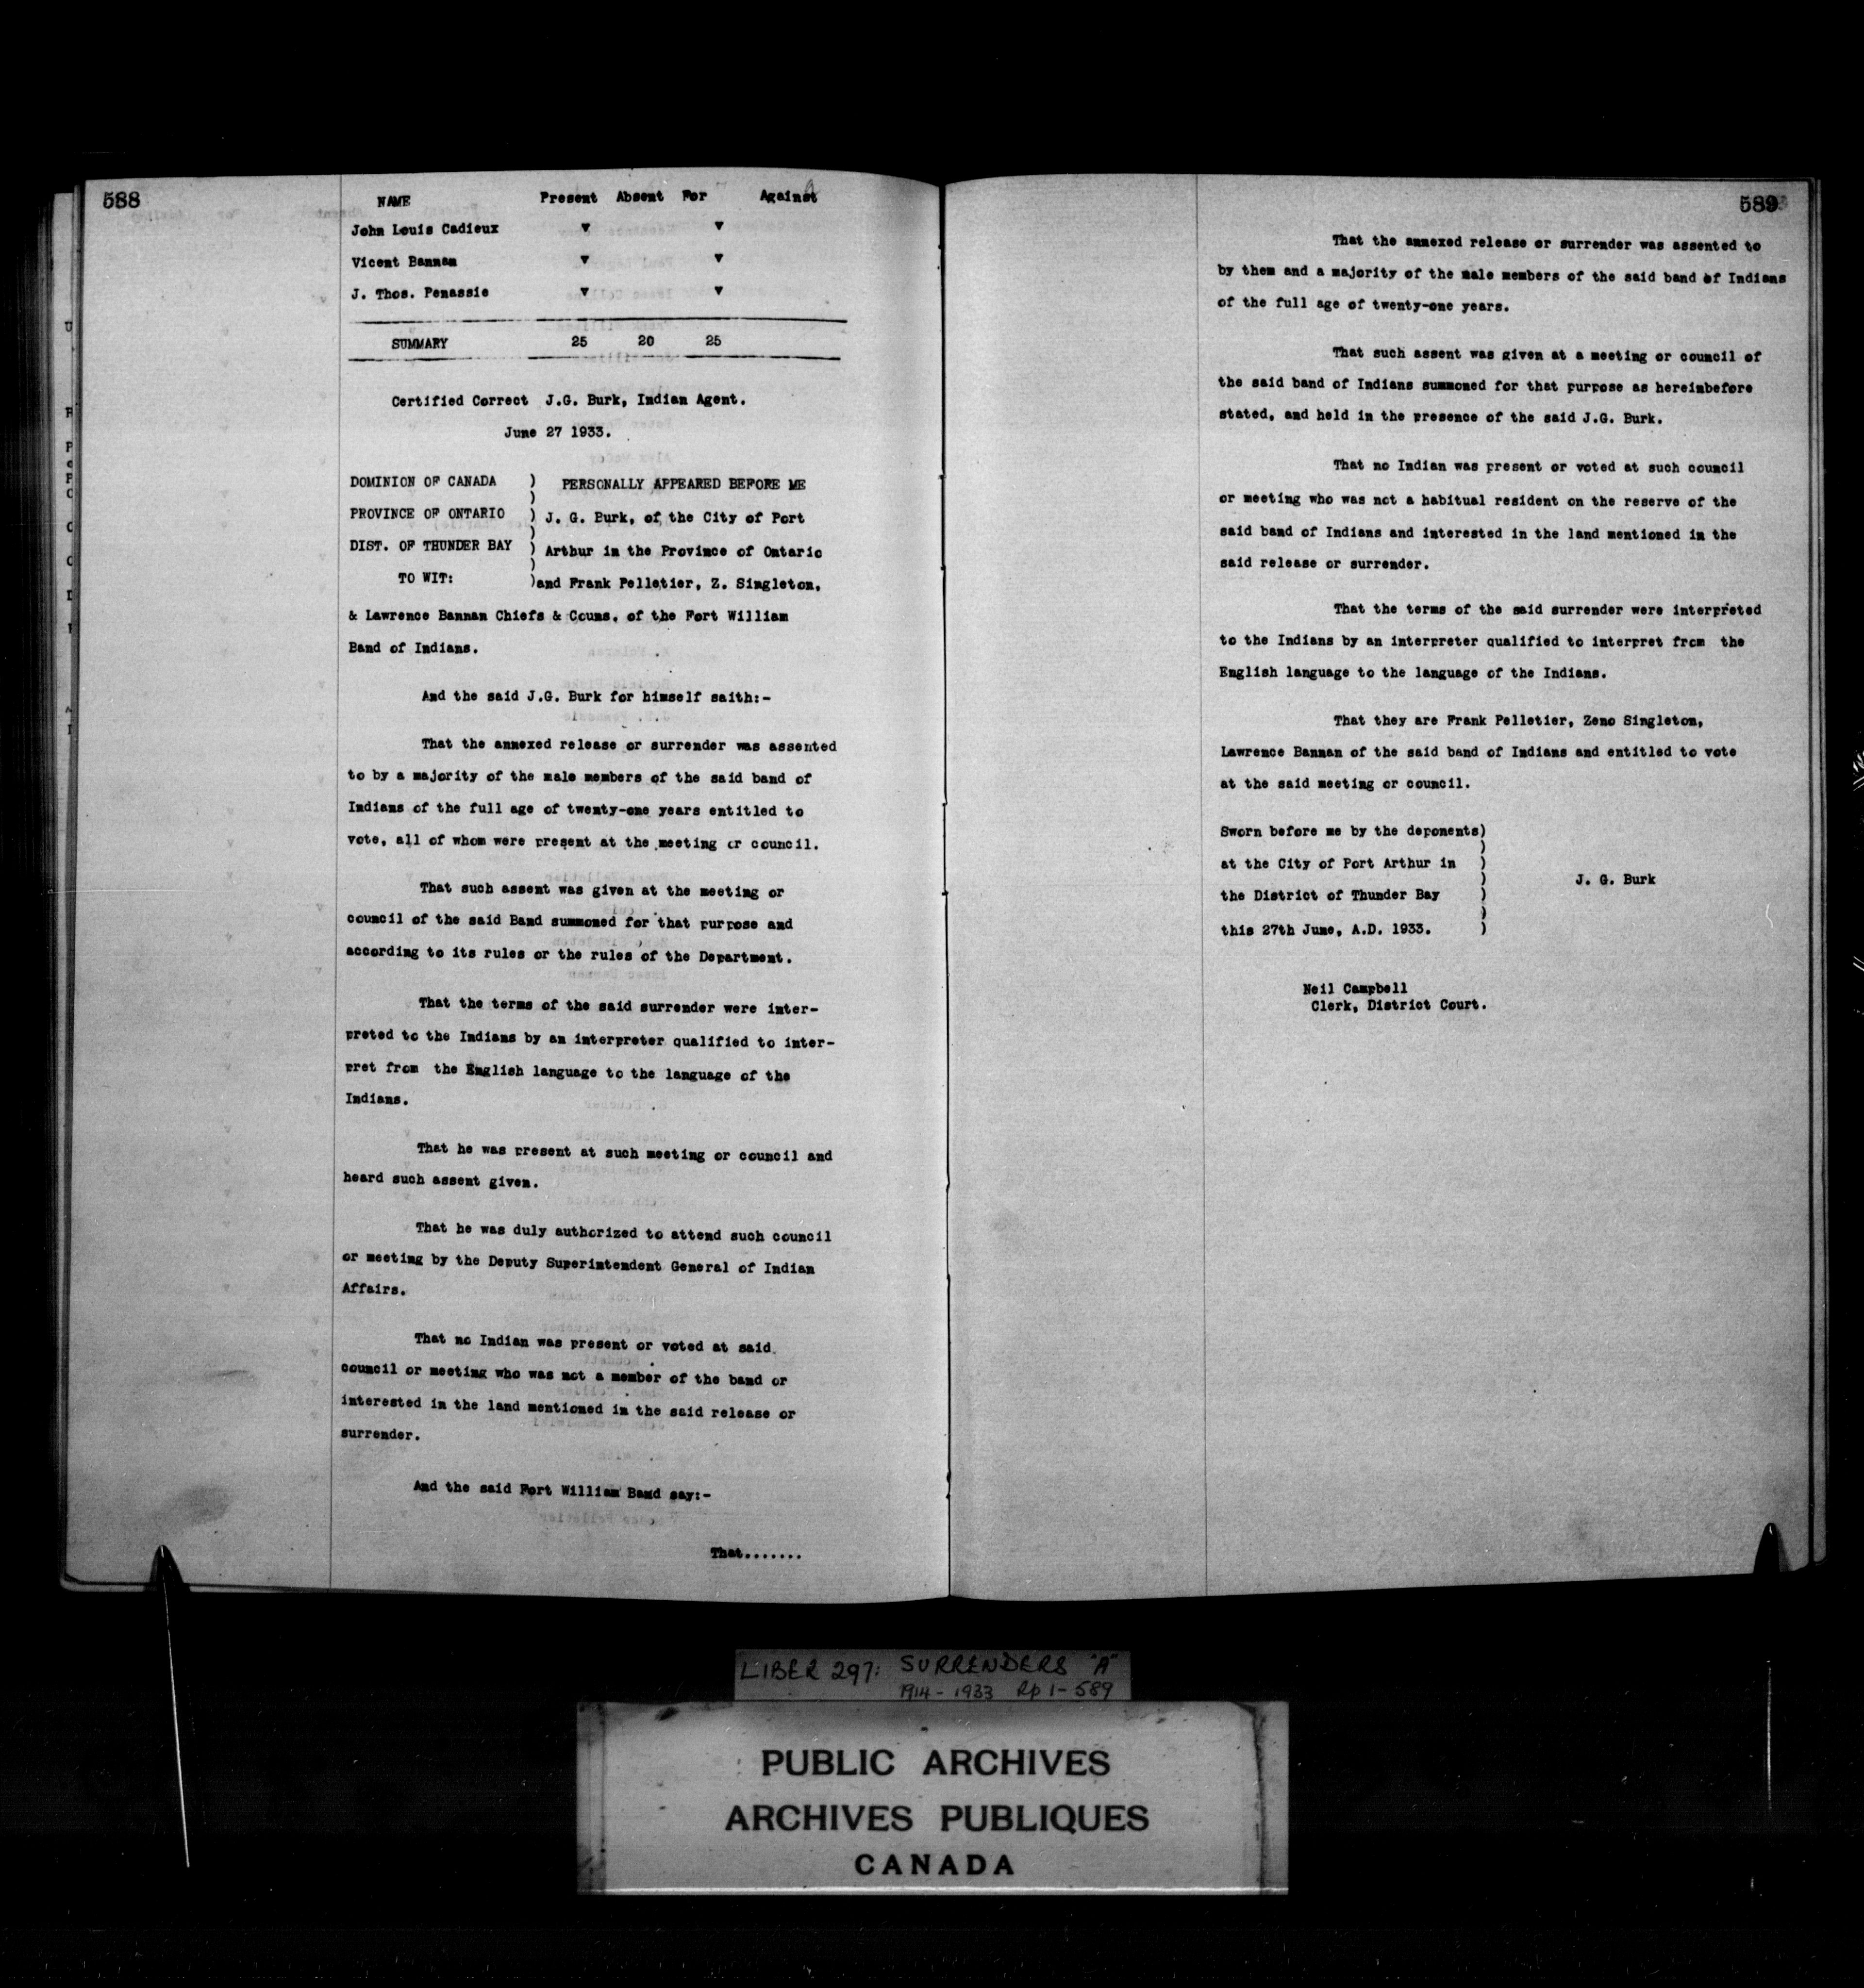 588
NAME Present Absent For Against
John Louis Cadieux v v
Vicent Bannan v v
J. Thos. Penassie v v
SUMMARY 25 20 25
Certified Correct J.G. Burk, Indian Agent.
June 27 1933.
DOMINION OF CANADA ) PERSONALLY APPEARED BEFORE ME
)
PROVINCE OF ONTARIO ) J. G. Burk, of the City of Port
)
DIST. OF THUNDER BAY ) Arthur in the Province of Ontario
)
TO WIT: )and Frank Pelletier, Z. Singleton,
& Lawrence Bannan Chiefs & Couns. of the Fort William
Band of Indians.
And the said J.G. Burk for himself saith:-
That the annexed release or surrender was assented
to by a majority of the male members of the said band of
Indians of the full age of twenty-one years entitled to
vote, all of whom were present at the meeting or council.
That such assent was given at the meeting or
council of the said Band summoned for that purpose and
according to its rules or the rules of the Department.
That the terms of the said surrender were inter-
preted to the Indians by an interpreter qualified to inter-
pret from the English language to the language of the
Indians.
That he was present at such meeting or council and
heard such assent given.
That he was duly authorized to attend such council
or meeting by the Deputy Superintendent General of Indian
Affairs.
That no Indian was present or voted at said
council or meeting who was not a member of the band or
interested in the land mentioned in the said release or
surrender.
And the said Fort William Band say:-
That.......
589
That the annexed release or surrender was assented to
by them and a majority of the male members of the said band of Indians
of the full age of twenty-one years.
That such assent was given at a meeting or council of
the said band of Indians summoned for that purpose as hereinbefore
stated, and held in the presence of the said J.G. Burk.
That no Indian was present or voted at such council
or meeting who was not a habitual resident on the reserve of the
said band of Indians and interested in the land mentioned in the
said release or surrender.
That the terms of the said surrender were interpreted
to the Indians by an interpreter qualified to interpret from the
English language to the language of the Indians.
That they are Frank Pelletier, Zeno Singleton,
Lawrence Bannan of the said band of Indians and entitled to vote
at the said meeting or council.
Sworn before me by the deponents)
)
at the City of Port Arthur in )
) J. G. Burk
the District of Thunder Bay )
)
this 27th June, A.D. 1933. )
Neil Campbell
Clerk, District Court.
LIBER 297: SURRENDERS "A"
1914 - 1933 Pp 1- 589
PUBLIC ARCHIVES
ARCHIVES PUBLIQUES
CANADA